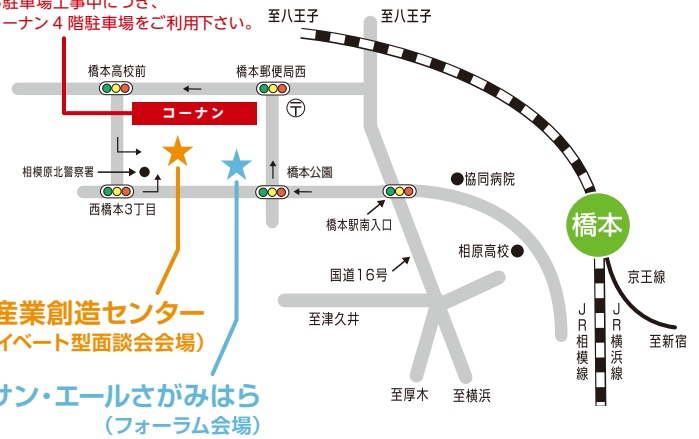 駐車場工事中につき、
ーナン4階駐車場をご利用下さい。
至八王子
至八王子
橋本高校前
橋本郵便局西
コーナン
〒
相模原北警察署
橋本公園
協同病院
西橋本3丁目
橋本駅南入口
橋本
相原高校
国道16号
京王線
産業創造センター
至津久井
JR相模線
JR横浜線
至新宿
イベート型面談会会場）
至厚木
至横浜
サン・エールさがみはら
（フォーラム会場）